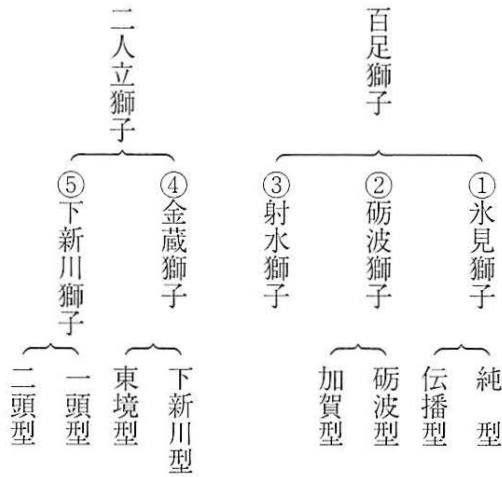 百足獅子
①氷見獅子
純型
伝播型
②砺波獅子
砺波型
加賀型
③射水獅子
二人立獅子
④金蔵獅子
下新川型
東境型
⑤下新川獅子
一頭型
二頭型